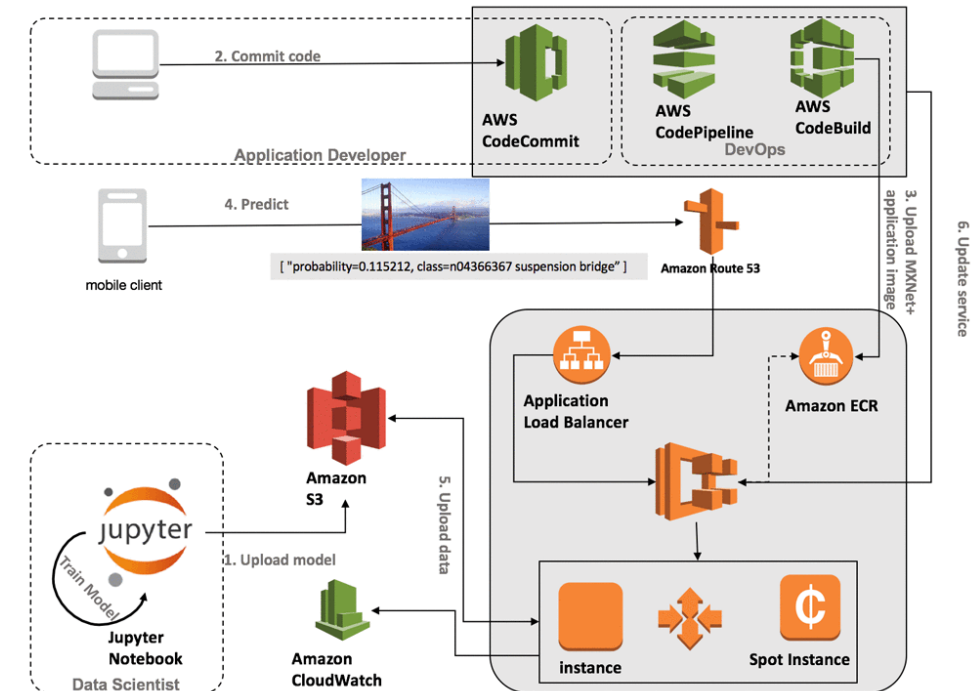 2. Commit code
AWS
CodeCommit
AWS
CodePipeline
AWS
CodeBuild
Application Developer
DevOps
4. Predict
3. Upload MXNet+
application image
6. Update service
mobile client
[ "probability=0.115212, class=n04366367 suspension bridge” ]
Amazon Route 53
Application
Load Balancer
Amazon ECR
Amazon
S3
5. Upload data
jupyter
1. Upload model
Train Model
Jupyter
Notebook
Data Scientist
Amazon
CloudWatch
instance
¢
Spot Instance